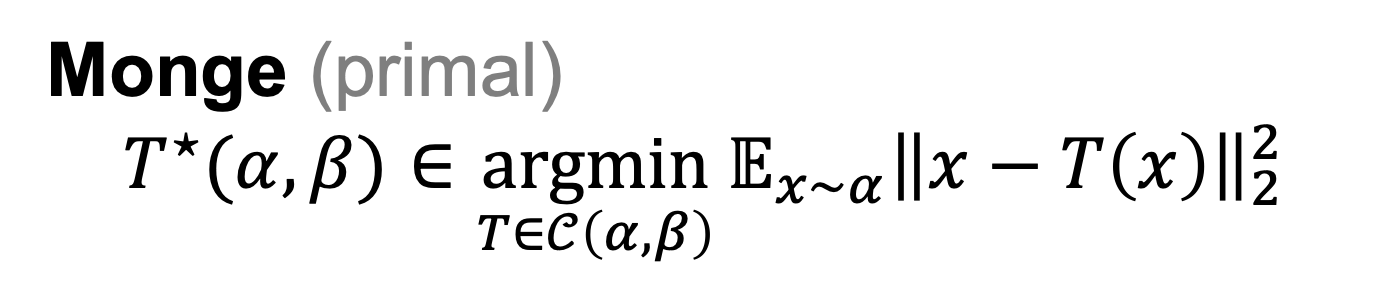 Monge (primal)
T⋆(α, β) ∈ argmin 𝔼ₓ∼α‖x − T(x)‖₂²
T∈𝒞(α,β)